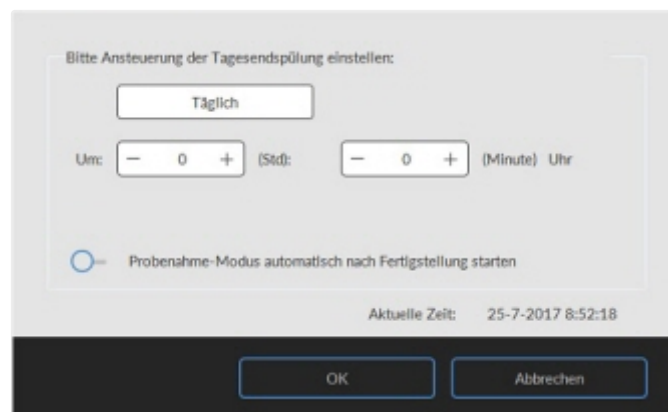 Bitte Ansteuerung der Tagesendspülung einstellen:
Täglich
Um: − 0 + (Std): − 0 + (Minute) Uhr
Probenahme-Modus automatisch nach Fertigstellung starten
Aktuelle Zeit: 25-7-2017 8:52:18
OK Abbrechen